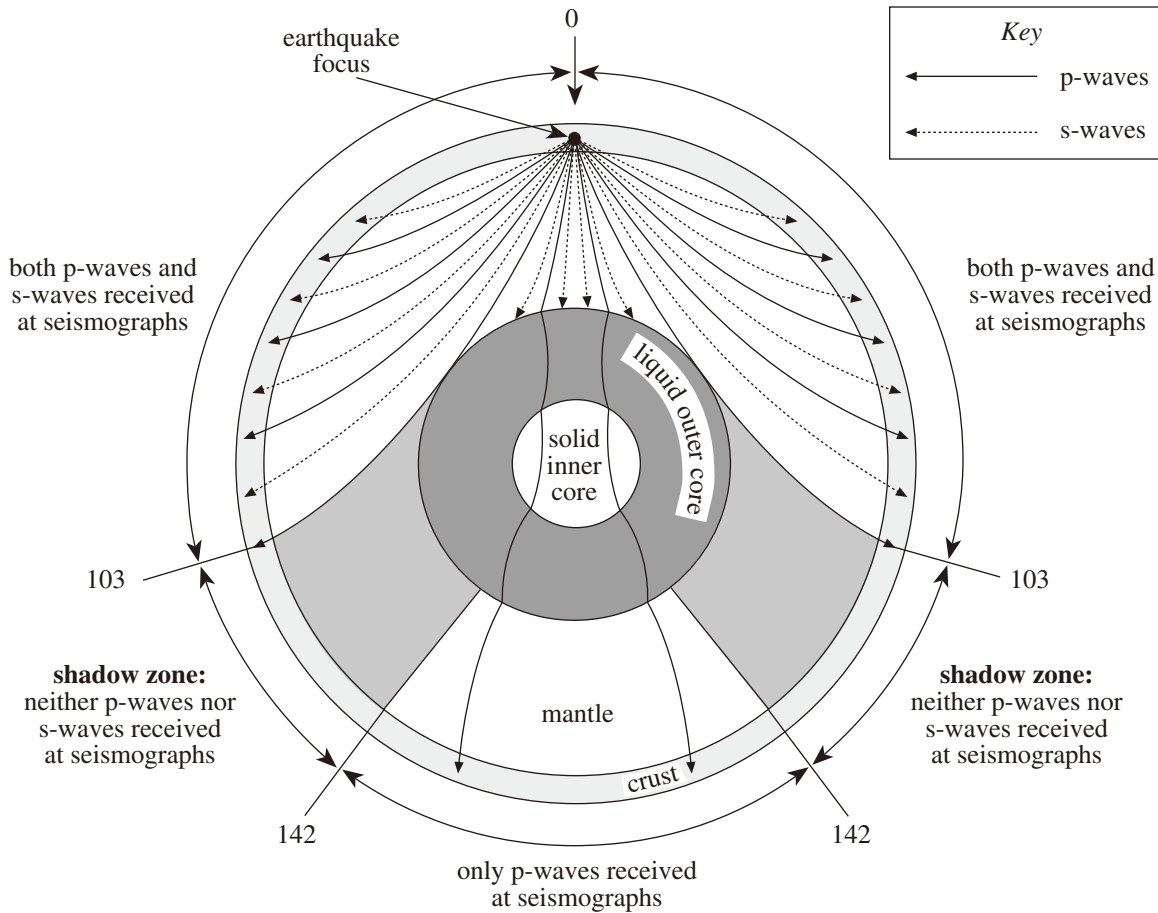 0
earthquake
focus
Key
p-waves
s-waves
both p-waves and
s-waves received
at seismographs
both p-waves and
s-waves received
at seismographs
liquid outer core
solid
inner
core
103
103
shadow zone:
neither p-waves nor
s-waves received
at seismographs
shadow zone:
neither p-waves nor
s-waves received
at seismographs
mantle
crust
142
142
only p-waves received
at seismographs